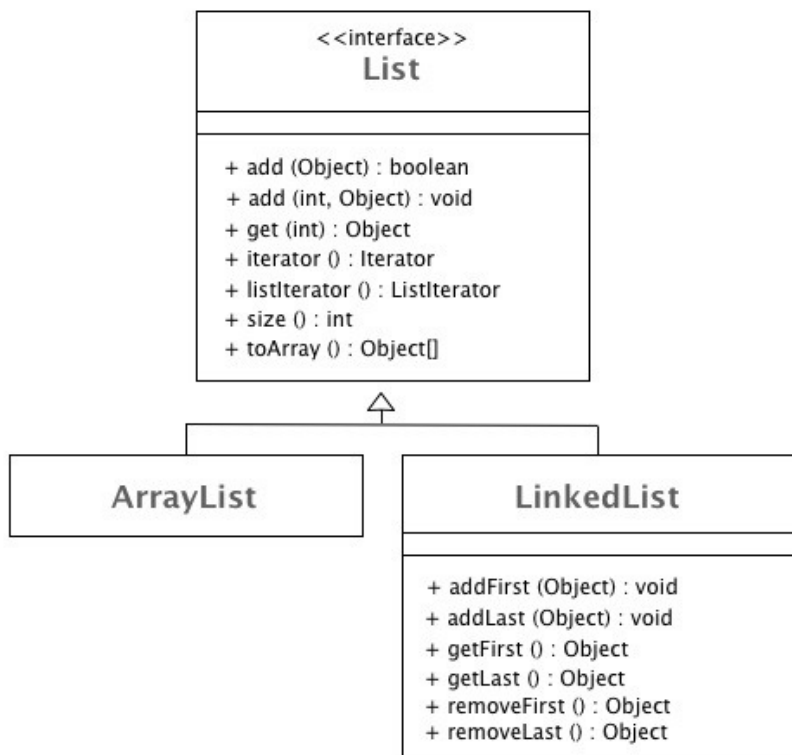 <<interface>>
List
+ add (Object) : boolean
+ add (int, Object) : void
+ get (int) : Object
+ iterator () : Iterator
+ listIterator () : ListIterator
+ size () : int
+ toArray () : Object[]
ArrayList
LinkedList
+ addFirst (Object) : void
+ addLast (Object) : void
+ getFirst () : Object
+ getLast () : Object
+ removeFirst () : Object
+ removeLast () : Object